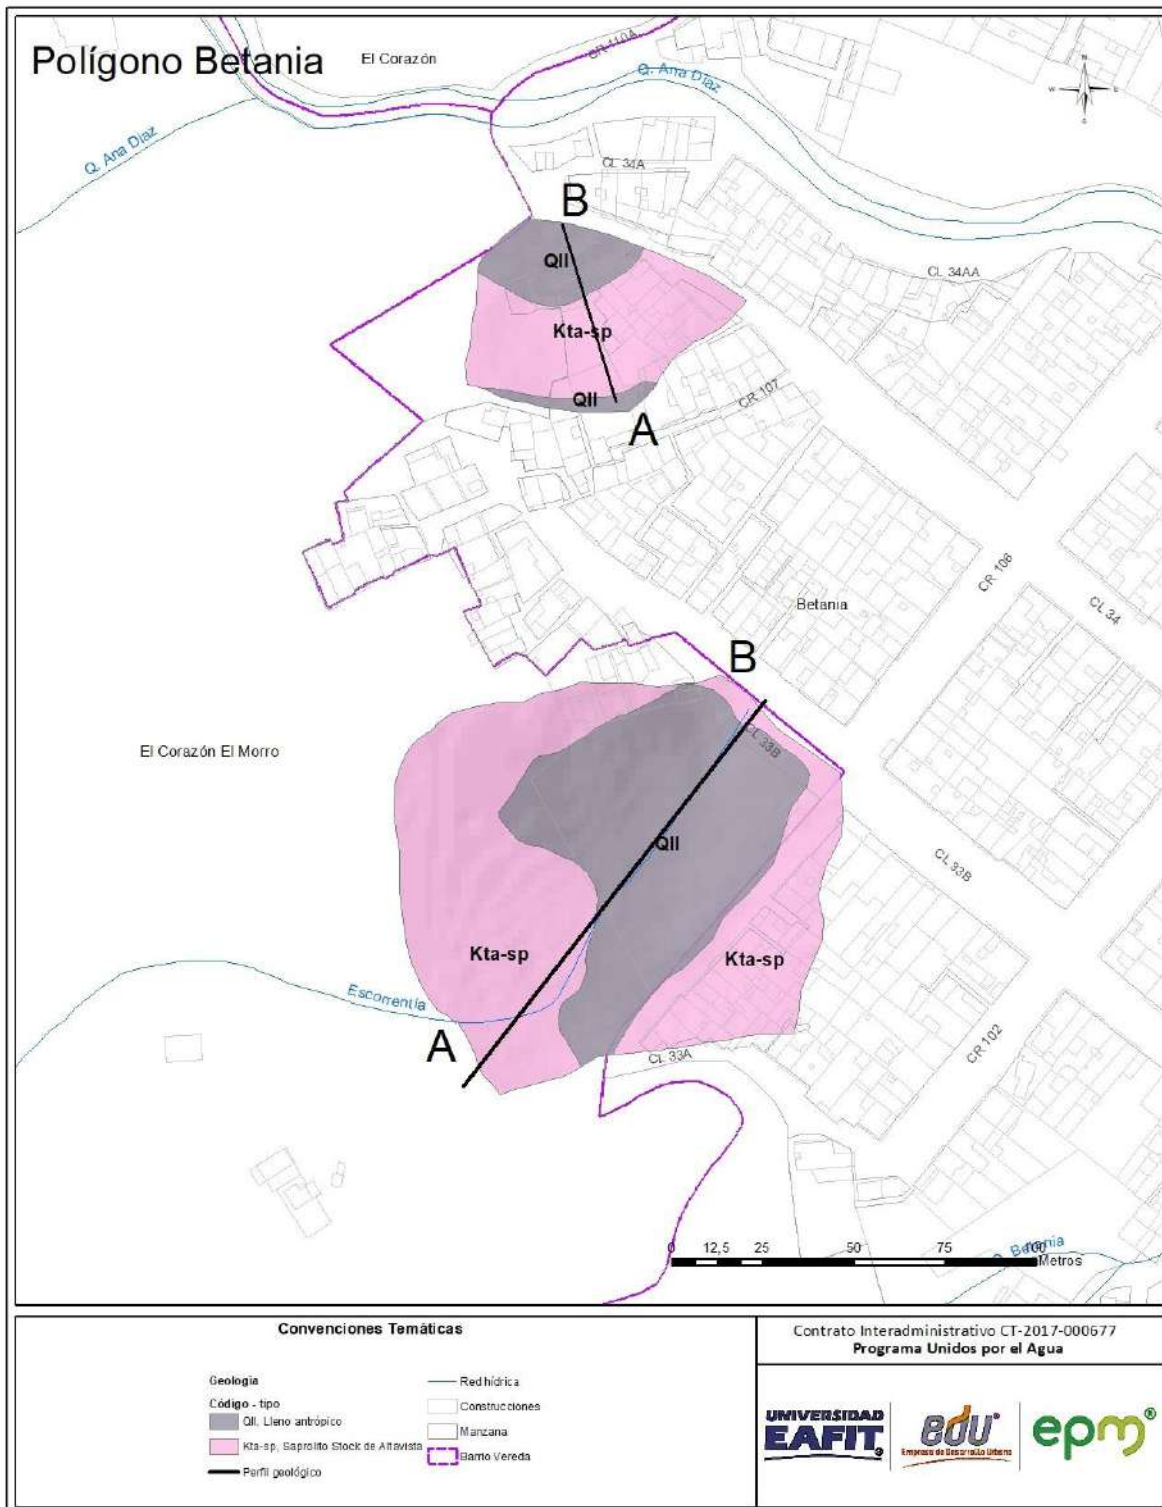 Polígono Betania
El Corazón
CR 110A
Q. Ana Díaz
Q. Ana Díaz
N
W
E
S
CL 34A
B
Qll
CL 34AA
Kta-sp
Qll
CR 107
A
CR 106
Betania
CL 34
B
El Corazón El Morro
CL 33B
Qll
CL 33B
Kta-sp
Kta-sp
Escorrentía
A
CR 102
CL 33A
Q. Betania
0 12,5 25 50 75 100
Metros
Convenciones Temáticas
Geología
Código - tipo
Qll, Lleno antrópico
Kta-sp, Saprolito Stock de Altavista
Perfil geológico
Red hídrica
Construcciones
Manzana
Barrio Vereda
Contrato Interadministrativo CT-2017-000677
Programa Unidos por el Agua
UNIVERSIDAD
EAFIT
edu
Empresa de Desarrollo Urbano
epm